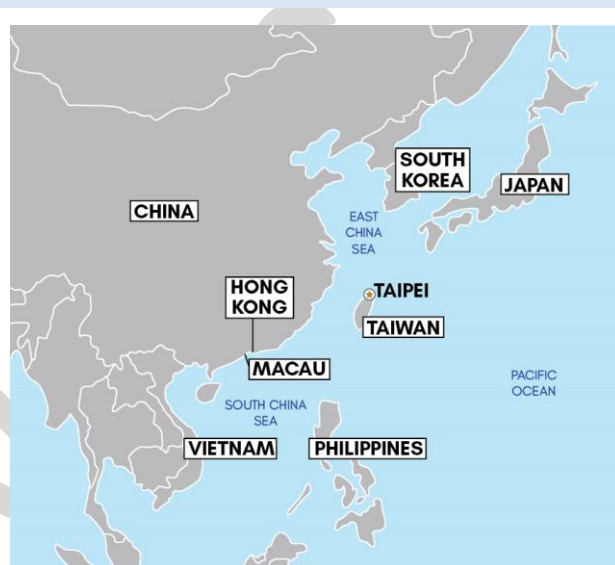 SOUTH
KOREA
JAPAN
CHINA
EAST
CHINA
SEA
HONG
KONG
TAIPEI
TAIWAN
MACAU
PACIFIC
OCEAN
SOUTH CHINA
SEA
VIETNAM
PHILIPPINES